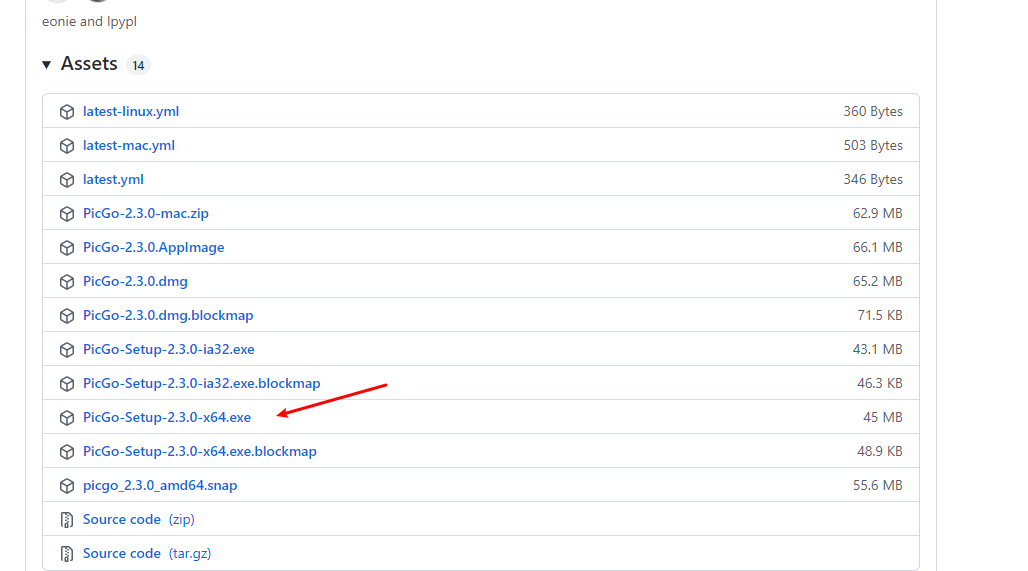 eonie and lpypl
Assets 14
latest-linux.yml 360 Bytes
latest-mac.yml 503 Bytes
latest.yml 346 Bytes
PicGo-2.3.0-mac.zip 62.9 MB
PicGo-2.3.0.AppImage 66.1 MB
PicGo-2.3.0.dmg 65.2 MB
PicGo-2.3.0.dmg.blockmap 71.5 KB
PicGo-Setup-2.3.0-ia32.exe 43.1 MB
PicGo-Setup-2.3.0-ia32.exe.blockmap 46.3 KB
PicGo-Setup-2.3.0-x64.exe 45 MB
PicGo-Setup-2.3.0-x64.exe.blockmap 48.9 KB
picgo_2.3.0_amd64.snap 55.6 MB
Source code (zip)
Source code (tar.gz)